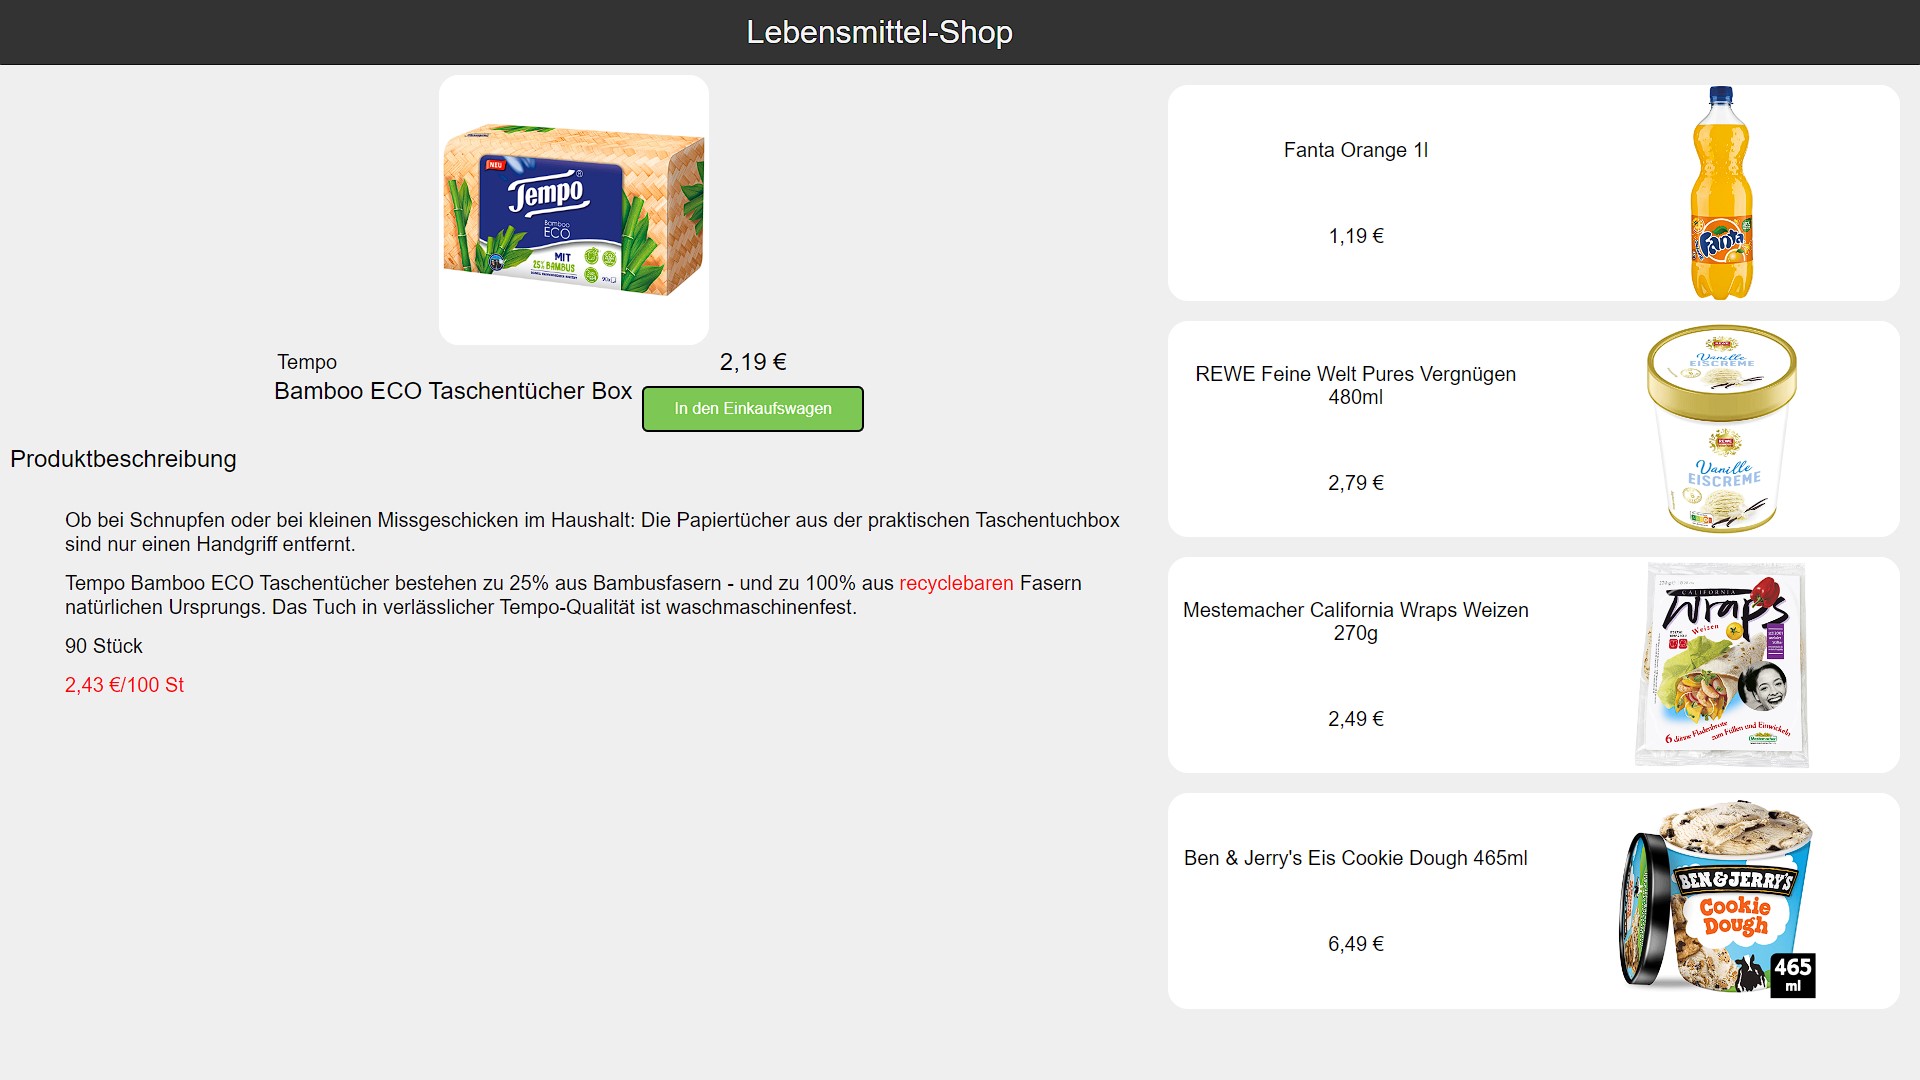 Lebensmittel-Shop
NEU
Tempo
Bamboo
ECO
MIT
25% BAMBUS
Tempo
2,19 €
Bamboo ECO Taschentücher Box
In den Einkaufswagen
Produktbeschreibung
Ob bei Schnupfen oder bei kleinen Missgeschicken im Haushalt: Die Papiertücher aus der praktischen Taschentuchbox
sind nur einen Handgriff entfernt.
Tempo Bamboo ECO Taschentücher bestehen zu 25% aus Bambusfasern - und zu 100% aus recyclebaren Fasern
natürlichen Ursprungs. Das Tuch in verlässlicher Tempo-Qualität ist waschmaschinenfest.
90 Stück
2,43 €/100 St
Fanta Orange 1l
1,19 €
Fanta
REWE Feine Welt Pures Vergnügen
480ml
2,79 €
Vanille
EISCREME
Vanille
EISCREME
Mestemacher California Wraps Weizen
270g
2,49 €
CALIFORNIA
Wraps
Weizen
6 dünne Fladenbrote
zum Füllen und Einwickeln
Mestemacher
Ben & Jerry's Eis Cookie Dough 465ml
6,49 €
BEN & JERRY'S
Cookie
Dough
465
ml